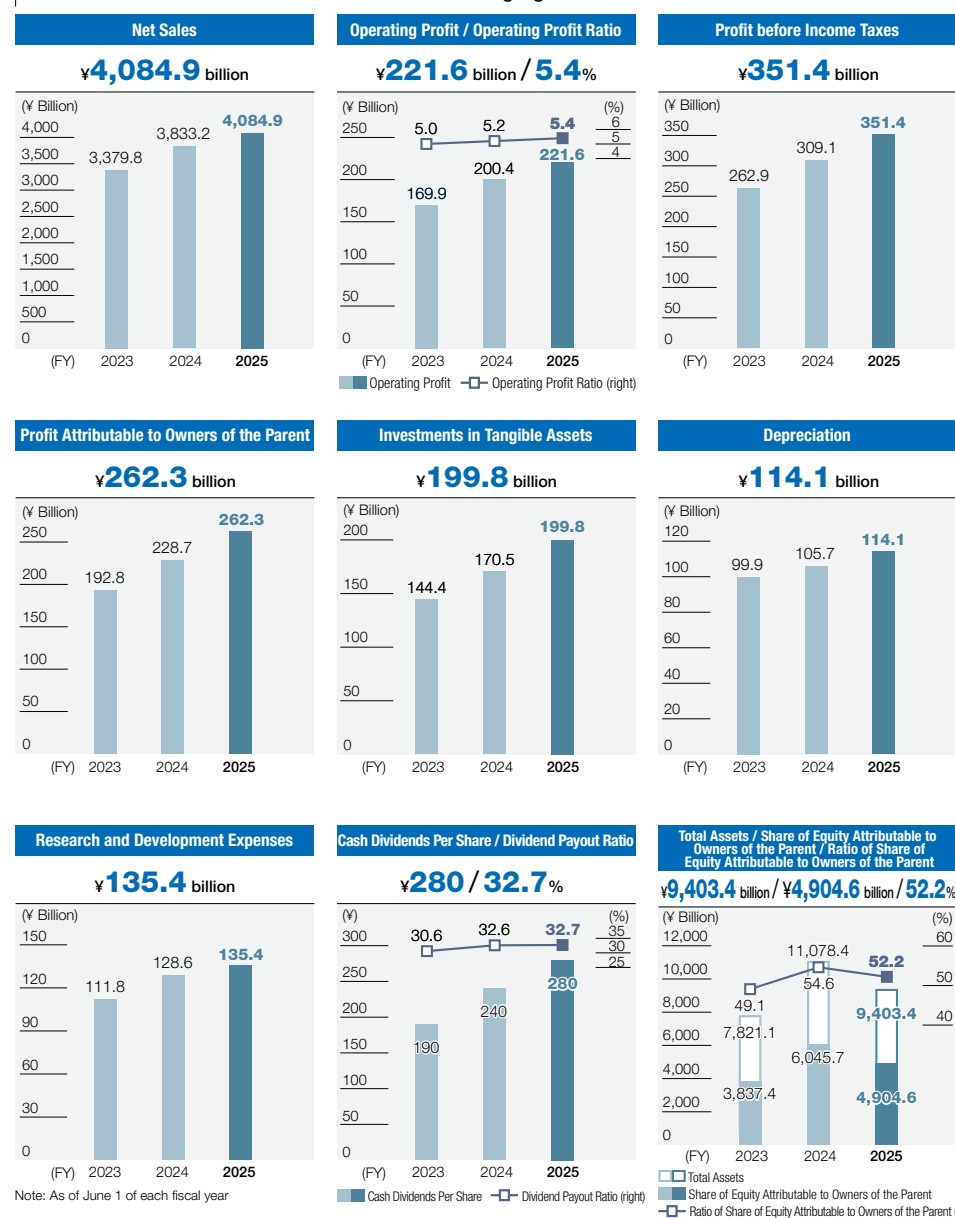 Net Sales
¥4,084.9 billion
(¥ Billion)
4,000
3,500
3,000
2,500
2,000
1,500
1,000
500
0
3,379.8
3,833.2
4,084.9
(FY) 2023 2024 2025
Operating Profit / Operating Profit Ratio
¥221.6 billion / 5.4%
(¥ Billion) (%)
250
200
150
100
50
0
6
5
4
5.0 5.2 5.4
169.9
200.4
221.6
(FY) 2023 2024 2025
Operating Profit Operating Profit Ratio (right)
Profit before Income Taxes
¥351.4 billion
(¥ Billion)
350
300
250
200
150
100
50
0
262.9
309.1
351.4
(FY) 2023 2024 2025
Profit Attributable to Owners of the Parent
¥262.3 billion
(¥ Billion)
250
200
150
100
50
0
192.8
228.7
262.3
(FY) 2023 2024 2025
Investments in Tangible Assets
¥199.8 billion
(¥ Billion)
200
150
100
50
0
144.4
170.5
199.8
(FY) 2023 2024 2025
Depreciation
¥114.1 billion
(¥ Billion)
120
100
80
60
40
20
0
99.9
105.7
114.1
(FY) 2023 2024 2025
Research and Development Expenses
¥135.4 billion
(¥ Billion)
150
120
90
60
30
0
111.8
128.6
135.4
(FY) 2023 2024 2025
Note: As of June 1 of each fiscal year
Cash Dividends Per Share / Dividend Payout Ratio
¥280 / 32.7%
(¥) (%)
300
250
200
150
100
50
0
35
30
25
30.6 32.6 32.7
190
240
280
(FY) 2023 2024 2025
Cash Dividends Per Share Dividend Payout Ratio (right)
Total Assets / Share of Equity Attributable to
Owners of the Parent / Ratio of Share of
Equity Attributable to Owners of the Parent
¥9,403.4 billion / ¥4,904.6 billion / 52.2%
(¥ Billion) (%)
12,000
10,000
8,000
6,000
4,000
2,000
0
60
50
40
49.1
54.6
52.2
7,821.1
11,078.4
9,403.4
3,837.4
6,045.7
4,904.6
(FY) 2023 2024 2025
Total Assets
Share of Equity Attributable to Owners of the Parent
Ratio of Share of Equity Attributable to Owners of the Parent (